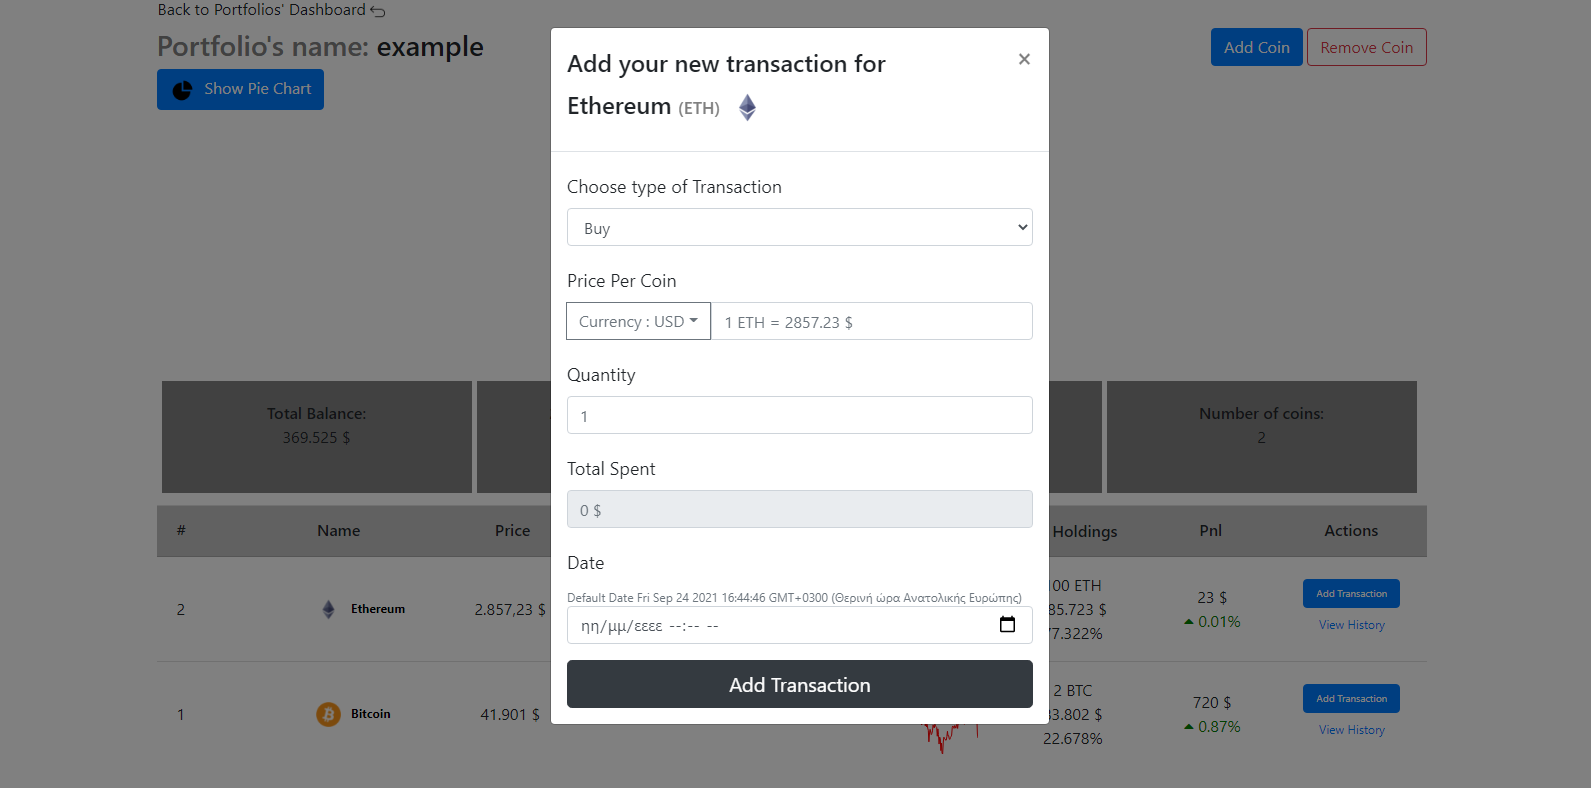 Back to Portfolios' Dashboard
Portfolio's name: example
Show Pie Chart
Add Coin
Remove Coin
Add your new transaction for
Ethereum (ETH)
×
Choose type of Transaction
Buy
Price Per Coin
Currency : USD
1 ETH = 2857.23 $
Quantity
1
Total Spent
0 $
Date
Default Date Fri Sep 24 2021 16:44:46 GMT+0300 (Θερινή ώρα Ανατολικής Ευρώπης)
ηη/μμ/εεεε --:-- --
Add Transaction
Total Balance:
369.525 $
Number of coins:
2
# Name Price Holdings Pnl Actions
2 Ethereum 2.857,23 $
00 ETH
85.723 $
7.322%
23 $
0.01%
Add Transaction
View History
1 Bitcoin 41.901 $
2 BTC
3.802 $
22.678%
720 $
0.87%
Add Transaction
View History